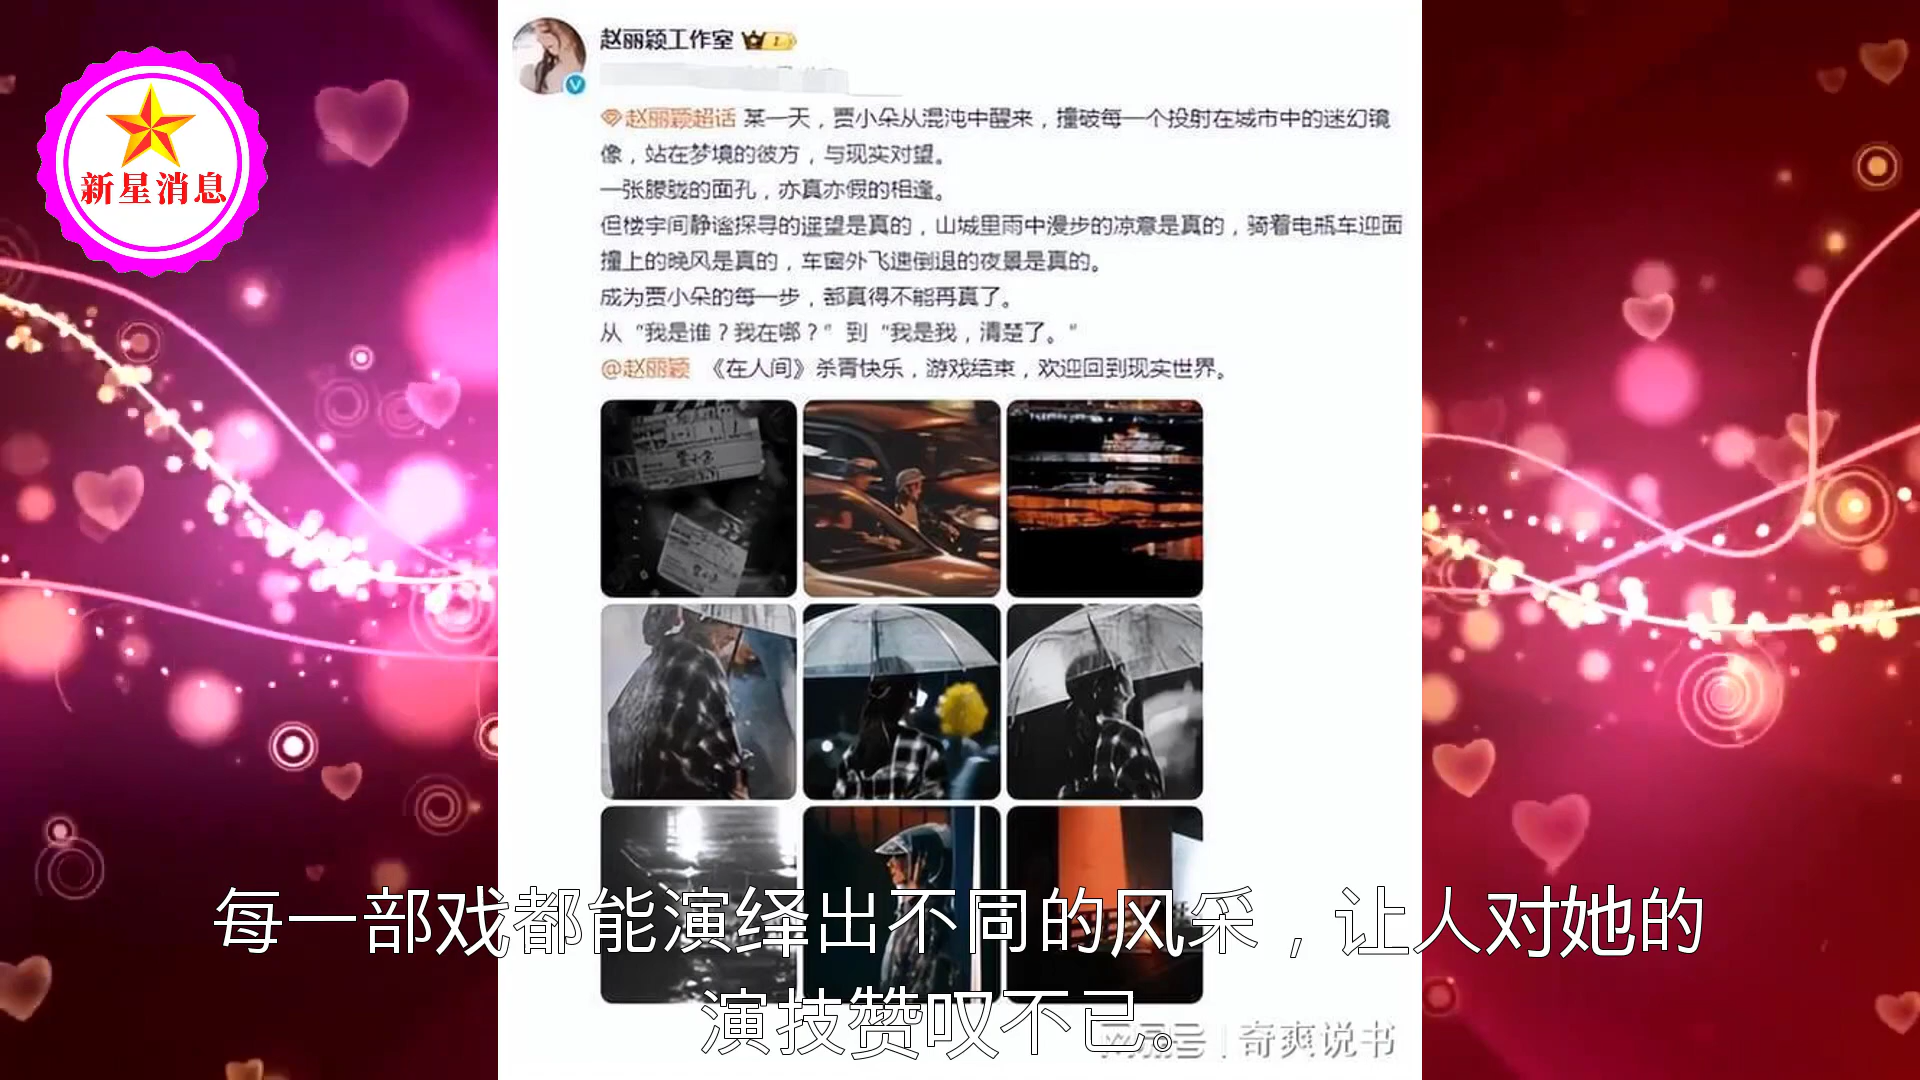 新星消息
赵丽颖工作室
赵丽颖超话 某一天，贾小朵从混沌中醒来，撞破每一个投射在城市中的迷幻镜
像，站在梦境的彼方，与现实对望。
一张朦胧的面孔，亦真亦假的相逢。
但楼宇间静谧探寻的遥望是真的，山城里雨中漫步的凉意是真的，骑着电瓶车迎面
撞上的晚风是真的，车窗外飞速倒退的夜景是真的。
成为贾小朵的每一步，都真得不能再真了。
从“我是谁？我在哪？”到“我是我，清楚了。”
@赵丽颖 《在人间》杀青快乐，游戏结束，欢迎回到现实世界。
每一部戏都能演绎出不同的风采，让人对她的
演技赞叹不已。
号 | 奇爽说书